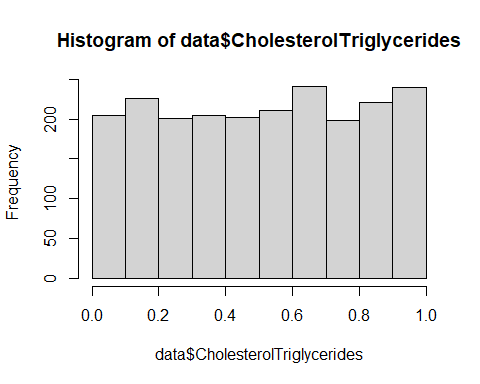 Histogram of data$CholesterolTriglycerides
Frequency
200
100
50
0
0.0 0.2 0.4 0.6 0.8 1.0
data$CholesterolTriglycerides